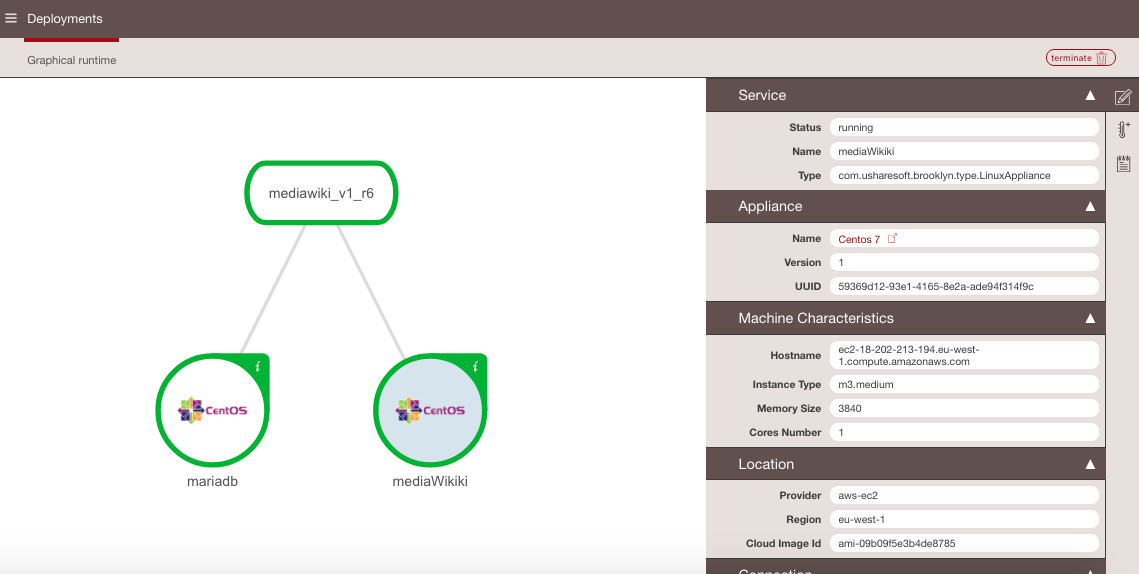 Deployments
Graphical runtime
terminate
mediawiki_v1_r6
i
i
CentOS
CentOS
mariadb
mediaWikiki
Service
Status running
Name mediaWikiki
Type com.usharesoft.brooklyn.type.LinuxAppliance
Appliance
Name Centos 7
Version 1
UUID 59369d12-93e1-4165-8e2a-ade94f314f9c
Machine Characteristics
Hostname ec2-18-202-213-194.eu-west-
1.compute.amazonaws.com
Instance Type m3.medium
Memory Size 3840
Cores Number 1
Location
Provider aws-ec2
Region eu-west-1
Cloud Image Id ami-09b09f5e3b4de8785
Connection